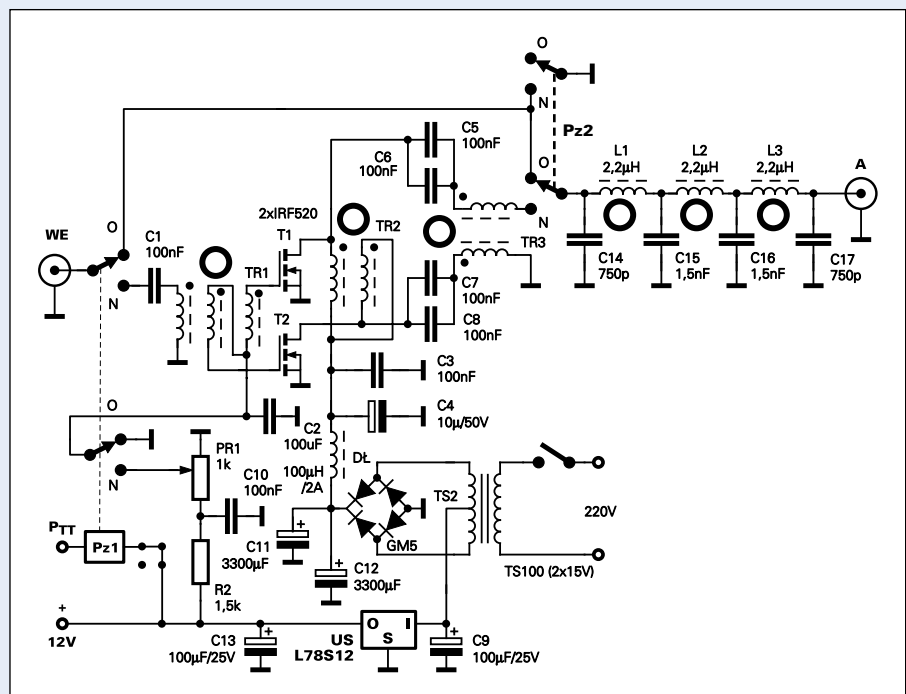 O
N
Pz2
C5
100nF
C6
100nF
O
N
L1
2,2µH
L2
2,2µH
L3
2,2µH
A
WE
O
N
C1
100nF
2xIRF520
T1
TR2
TR1
T2
TR3
C7
100nF
C8
100nF
C14
750p
C15
1,5nF
C16
1,5nF
C17
750p
C3
100nF
C4
10µ/50V
C2
100uF
O
N
PR1
1k
100µH
/2A
DŁ
C10
100nF
TS2
220V
PTT
Pz1
C11
3300µF
GM5
C12
3300µF
TS100 (2x15V)
R2
1,5k
+
12V
+
+
+
+
C13
100µF/25V
O
I
S
US
L78S12
C9
100µF/25V